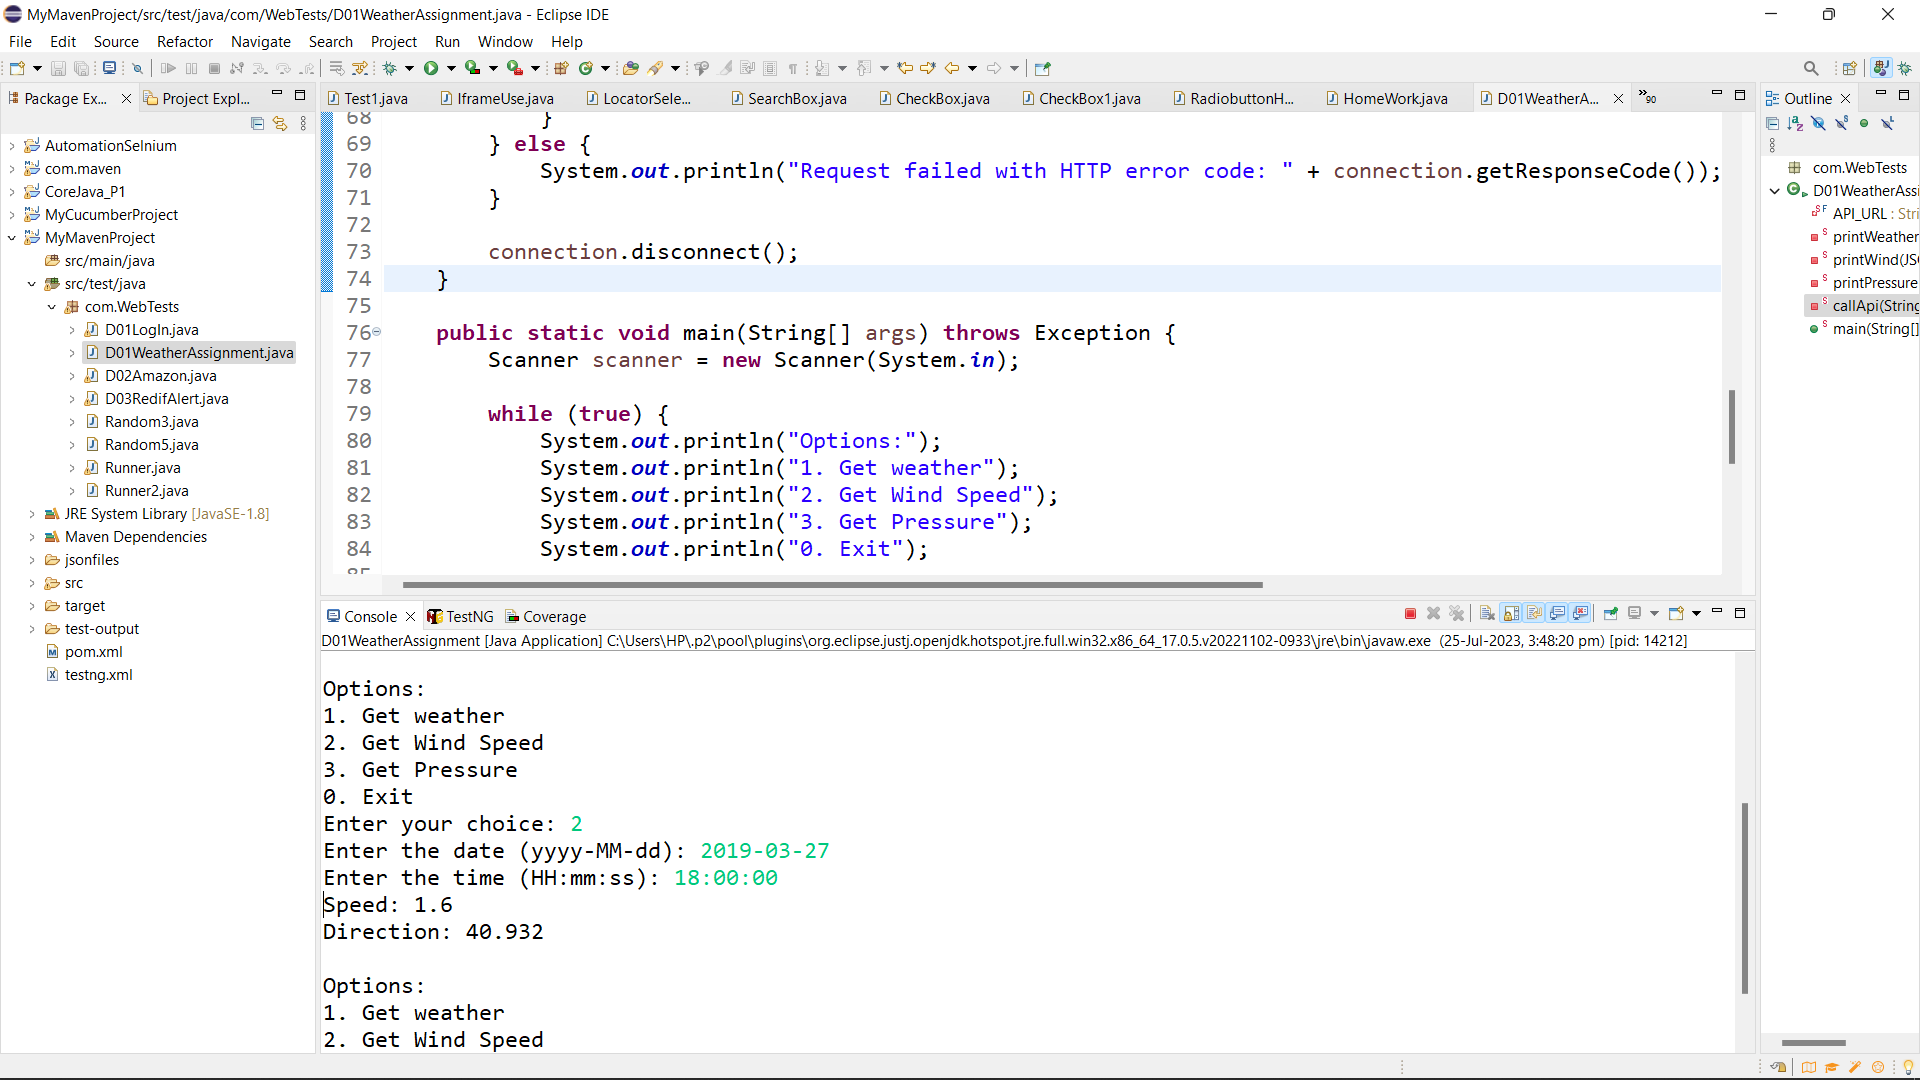 MyMavenProject/src/test/java/com/WebTests/D01WeatherAssignment.java - Eclipse IDE
File Edit Source Refactor Navigate Search Project Run Window Help
Package Ex... Project Expl...
AutomationSelnium
com.maven
CoreJava_P1
MyCucumberProject
MyMavenProject
src/main/java
src/test/java
com.WebTests
D01LogIn.java
D01WeatherAssignment.java
D02Amazon.java
D03RedifAlert.java
Random3.java
Random5.java
Runner.java
Runner2.java
JRE System Library [JavaSE-1.8]
Maven Dependencies
jsonfiles
src
target
test-output
pom.xml
testng.xml
Test1.java IframeUse.java LocatorSele... SearchBox.java CheckBox.java CheckBox1.java RadiobuttonH... HomeWork.java D01WeatherA... »90
68 }
69 } else {
70 System.out.println("Request failed with HTTP error code: " + connection.getResponseCode());
71 }
72
73 connection.disconnect();
74 }
75
76 public static void main(String[] args) throws Exception {
77 Scanner scanner = new Scanner(System.in);
78
79 while (true) {
80 System.out.println("Options:");
81 System.out.println("1. Get weather");
82 System.out.println("2. Get Wind Speed");
83 System.out.println("3. Get Pressure");
84 System.out.println("0. Exit");
85
Console TestNG Coverage
D01WeatherAssignment [Java Application] C:\Users\HP\.p2\pool\plugins\org.eclipse.justj.openjdk.hotspot.jre.full.win32.x86_64_17.0.5.v20221102-0933\jre\bin\javaw.exe (25-Jul-2023, 3:48:20 pm) [pid: 14212]
Options:
1. Get weather
2. Get Wind Speed
3. Get Pressure
0. Exit
Enter your choice: 2
Enter the date (yyyy-MM-dd): 2019-03-27
Enter the time (HH:mm:ss): 18:00:00
Speed: 1.6
Direction: 40.932
Options:
1. Get weather
2. Get Wind Speed
Outline
com.WebTests
D01WeatherAssi
API_URL : Stri
printWeather
printWind(JS
printPressure
callApi(String
main(String[]